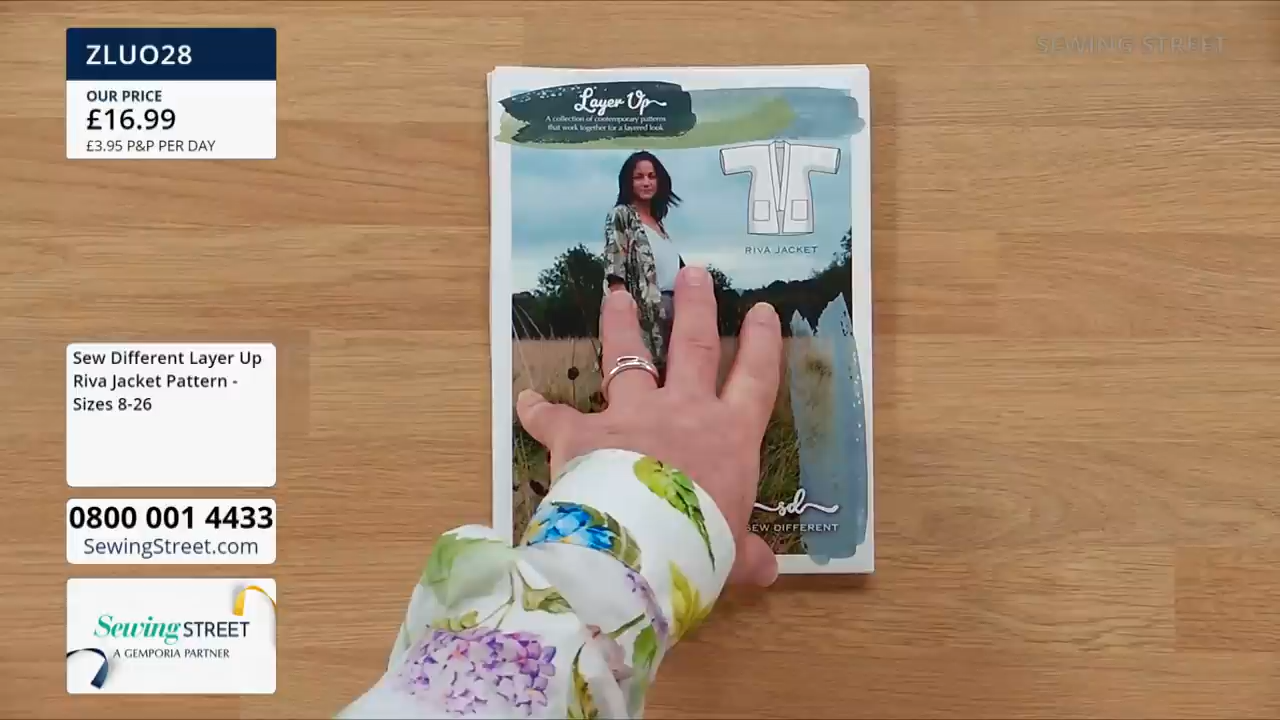 ZLUO28
OUR PRICE
£16.99
£3.95 P&P PER DAY
SEWING STREET
Layer Up
A collection of contemporary patterns
that work together for a layered look
RIVA JACKET
Sew Different Layer Up
Riva Jacket Pattern -
Sizes 8-26
0800 001 4433
SewingStreet.com
Sewing STREET
A GEMPORIA PARTNER
sd
SEW DIFFERENT